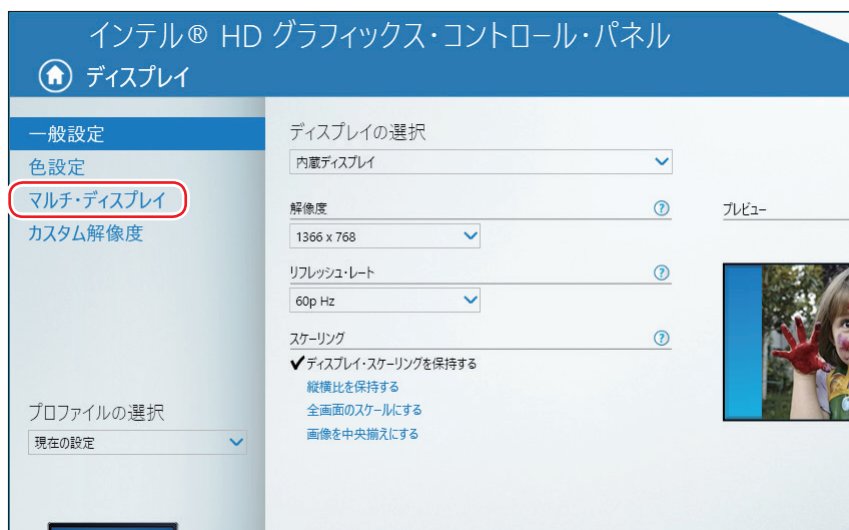 インテル® HD グラフィックス・コントロール・パネル
ディスプレイ
一般設定
色設定
マルチ・ディスプレイ
カスタム解像度
プロファイルの選択
現在の設定
ディスプレイの選択
内蔵ディスプレイ
解像度
1366 x 768
リフレッシュ・レート
60p Hz
スケーリング
✔ディスプレイ・スケーリングを保持する
縦横比を保持する
全画面のスケールにする
画像を中央揃えにする
プレビュー